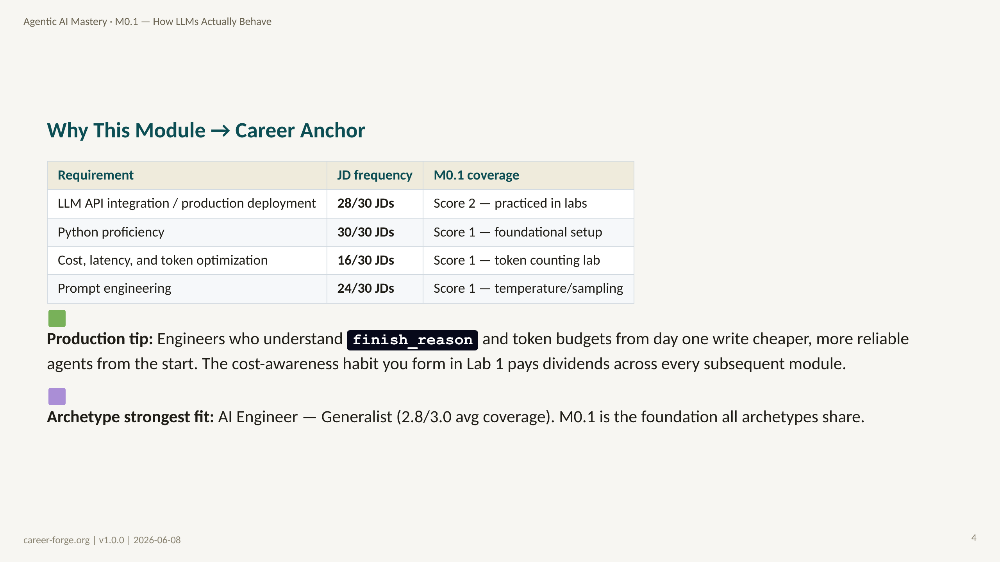 Agentic AI Mastery · M0.1 — How LLMs Actually Behave
Why This Module → Career Anchor
Requirement JD frequency M0.1 coverage
LLM API integration / production deployment 28/30 JDs Score 2 — practiced in labs
Python proficiency 30/30 JDs Score 1 — foundational setup
Cost, latency, and token optimization 16/30 JDs Score 1 — token counting lab
Prompt engineering 24/30 JDs Score 1 — temperature/sampling
Production tip: Engineers who understand finish_reason and token budgets from day one write cheaper, more reliable
agents from the start. The cost-awareness habit you form in Lab 1 pays dividends across every subsequent module.
Archetype strongest fit: AI Engineer — Generalist (2.8/3.0 avg coverage). M0.1 is the foundation all archetypes share.
career-forge.org | v1.0.0 | 2026-06-08
4